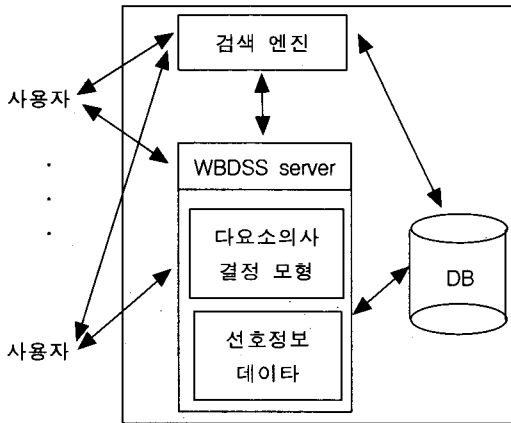 검색 엔진
사용자
WBDSS server
다요소의사
결정 모형
DB
사용자
선호정보
데이타